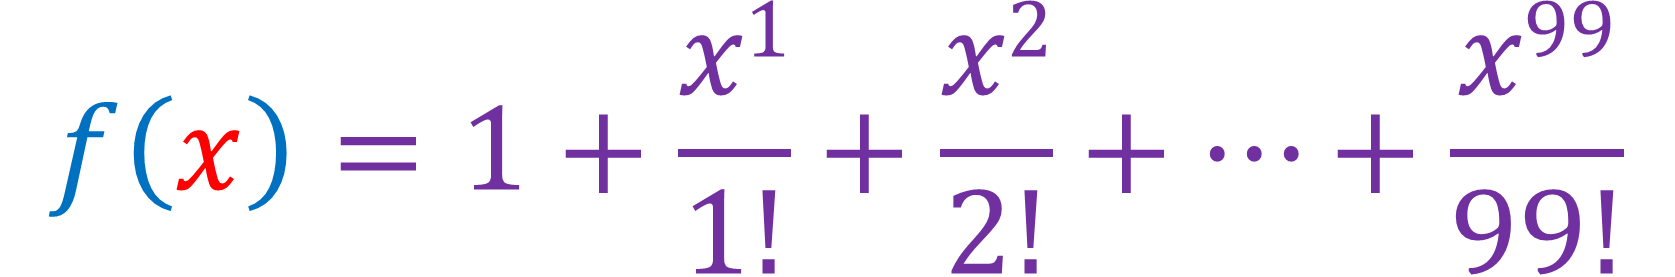 f(x) = 1 + x^1/1! + x^2/2! + ⋯ + x^99/99!